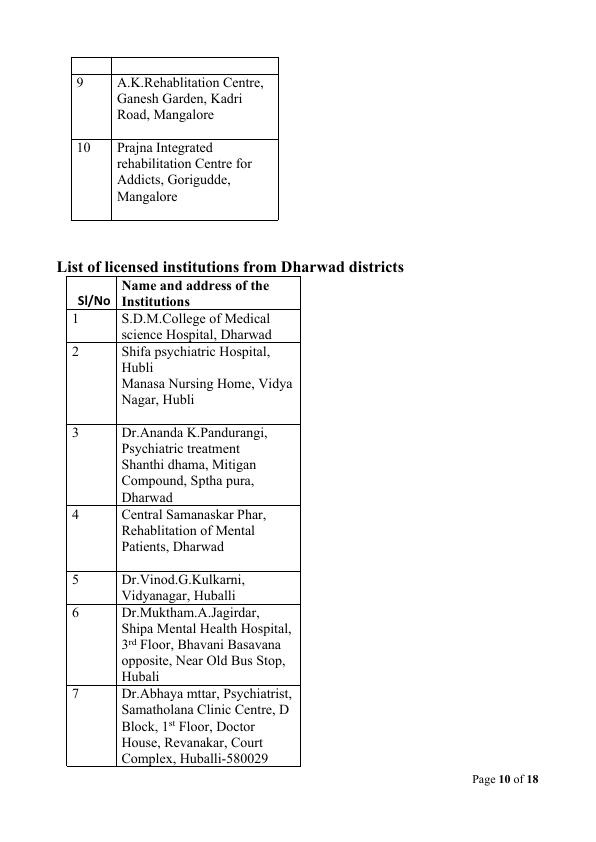 9 A.K.Rehablitation Centre,
Ganesh Garden, Kadri
Road, Mangalore
10 Prajna Integrated
rehabilitation Centre for
Addicts, Gorigudde,
Mangalore
List of licensed institutions from Dharwad districts
Name and address of the
Sl/No Institutions
1 S.D.M.College of Medical
science Hospital, Dharwad
2 Shifa psychiatric Hospital,
Hubli
Manasa Nursing Home, Vidya
Nagar, Hubli
3 Dr.Ananda K.Pandurangi,
Psychiatric treatment
Shanthi dhama, Mitigan
Compound, Sptha pura,
Dharwad
4 Central Samanaskar Phar,
Rehablitation of Mental
Patients, Dharwad
5 Dr.Vinod.G.Kulkarni,
Vidyanagar, Huballi
6 Dr.Muktham.A.Jagirdar,
Shipa Mental Health Hospital,
3rd Floor, Bhavani Basavana
opposite, Near Old Bus Stop,
Hubali
7 Dr.Abhaya mttar, Psychiatrist,
Samatholana Clinic Centre, D
Block, 1st Floor, Doctor
House, Revanakar, Court
Complex, Huballi-580029
Page 10 of 18